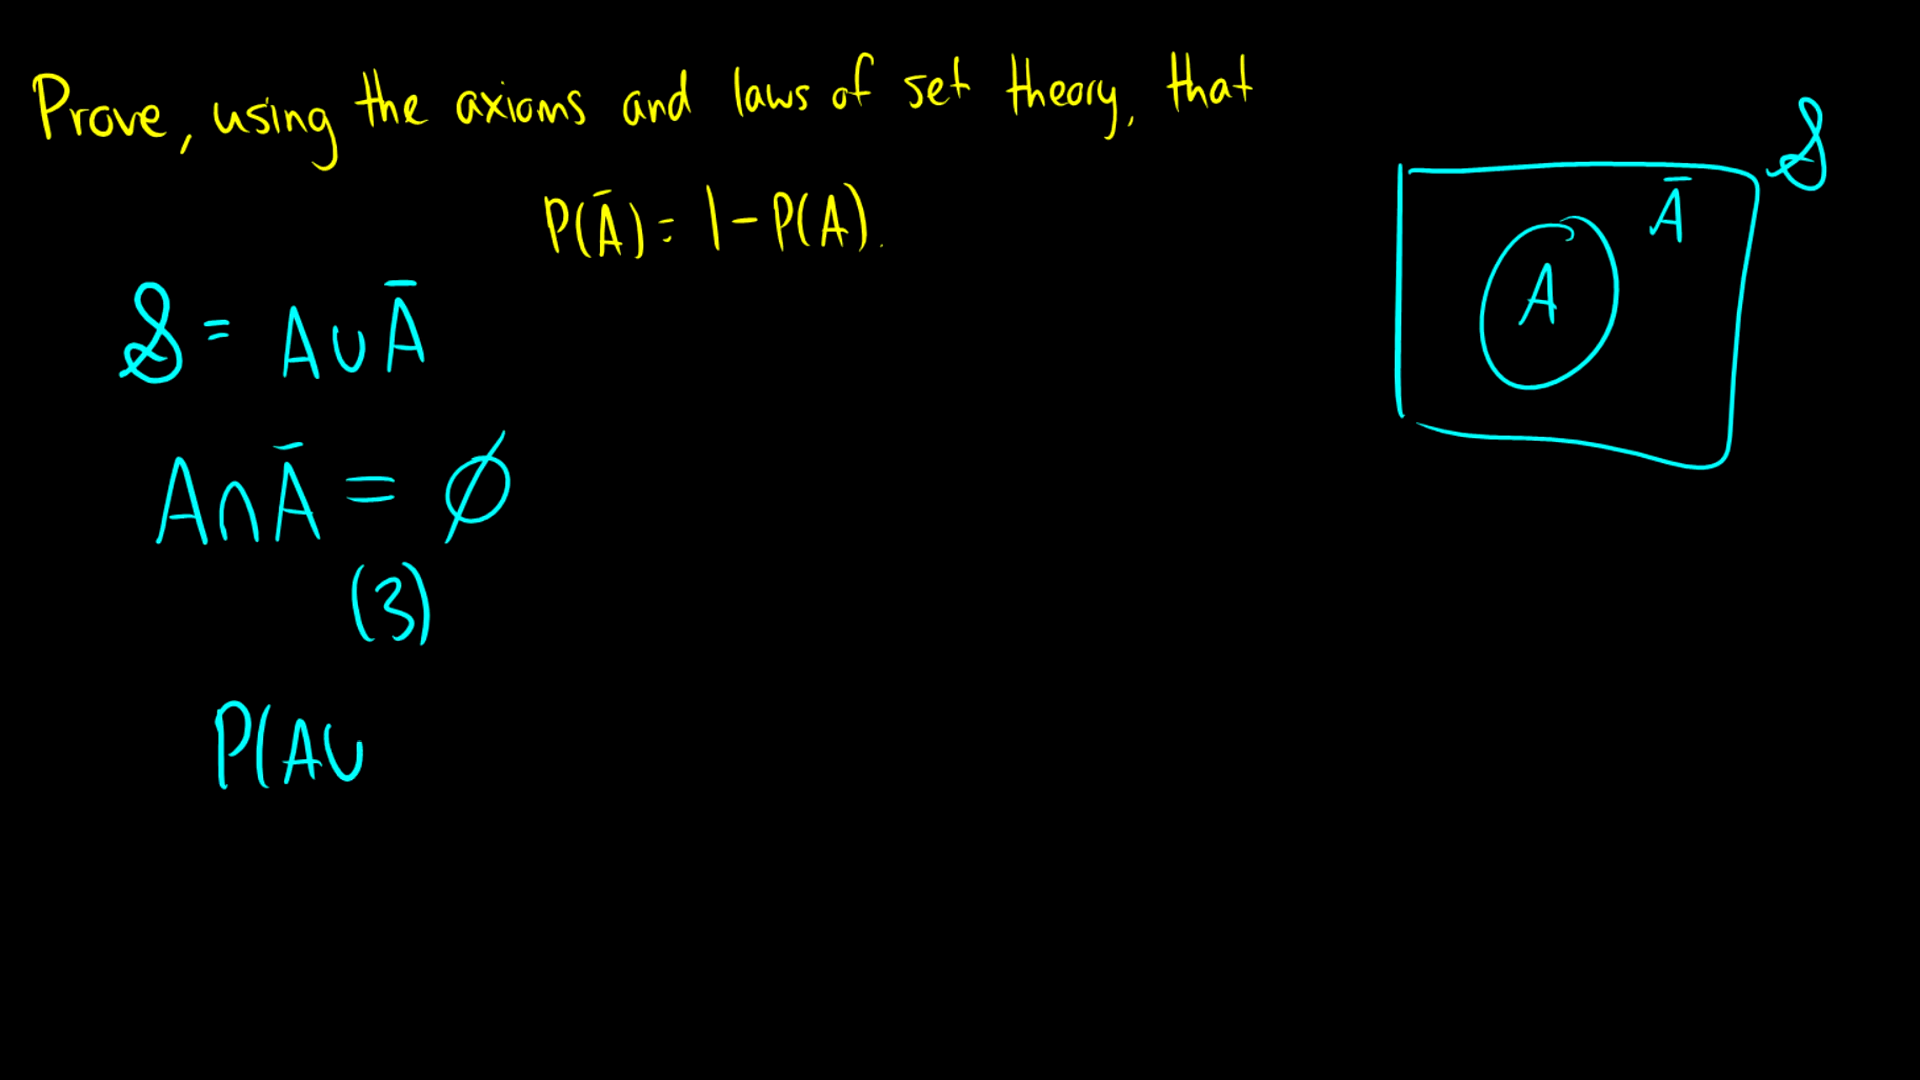 Prove, using the axioms and laws of set theory, that
P(Ā) = 1 - P(A).
S
Ā
A
S = A∪Ā
A∩Ā = ∅
(3)
P(A∪